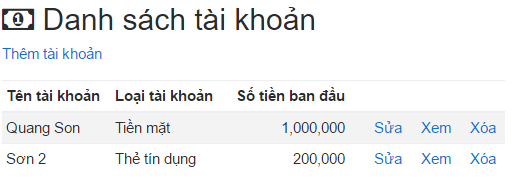 Danh sách tài khoản
Thêm tài khoản
Tên tài khoản Loại tài khoản Số tiền ban đầu
Quang Son Tiền mặt 1,000,000 Sửa Xem Xóa
Sơn 2 Thẻ tín dụng 200,000 Sửa Xem Xóa